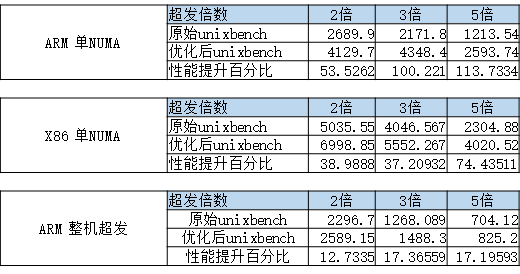 超发倍数 2倍 3倍 5倍
ARM 单NUMA
原始unixbench 2689.9 2171.8 1213.54
优化后unixbench 4129.7 4348.4 2593.74
性能提升百分比 53.5262 100.221 113.7334
超发倍数 2倍 3倍 5倍
X86 单NUMA
原始unixbench 5035.55 4046.567 2304.88
优化后unixbench 6998.85 5552.267 4020.52
性能提升百分比 38.9888 37.20932 74.43511
超发倍数 2倍 3倍 5倍
ARM 整机超发
原始unixbench 2296.7 1268.089 704.12
优化后unixbench 2589.15 1488.3 825.2
性能提升百分比 12.7335 17.36559 17.19593